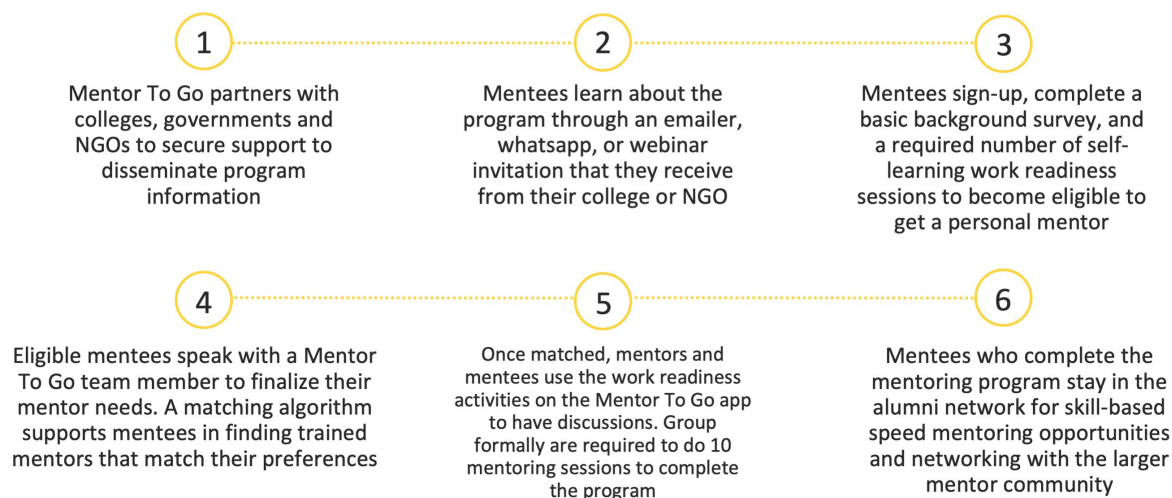 1
Mentor To Go partners with
colleges, governments and
NGOs to secure support to
disseminate program
information
2
Mentees learn about the
program through an emailer,
whatsapp, or webinar
invitation that they receive
from their college or NGO
3
Mentees sign-up, complete a
basic background survey, and
a required number of self-
learning work readiness
sessions to become eligible to
get a personal mentor
4
Eligible mentees speak with a Mentor
To Go team member to finalize their
mentor needs. A matching algorithm
supports mentees in finding trained
mentors that match their preferences
5
Once matched, mentors and
mentees use the work readiness
activities on the Mentor To Go app
to have discussions. Group
formally are required to do 10
mentoring sessions to complete
the program
6
Mentees who complete the
mentoring program stay in the
alumni network for skill-based
speed mentoring opportunities
and networking with the larger
mentor community